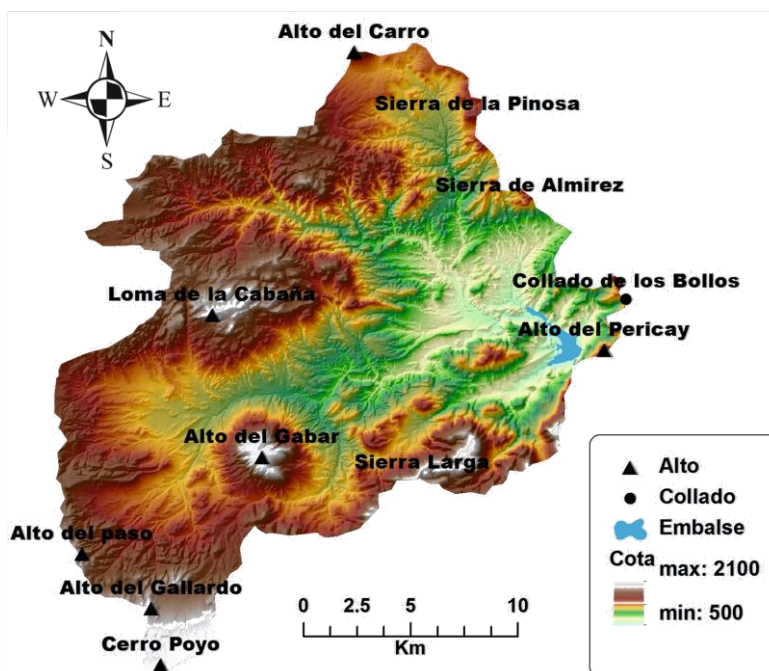 Alto del Carro
N
Sierra de la Pinosa
W E
S
Sierra de Almirez
Collado de los Bollos
Loma de la Cabaña
Alto del Pericay
Alto del Gabar
Sierra Larga
Alto
Collado
Alto del paso
Embalse
Cota max: 2100
Alto del Gallardo
min: 500
0 2.5 5 10
Km
Cerro Poyo